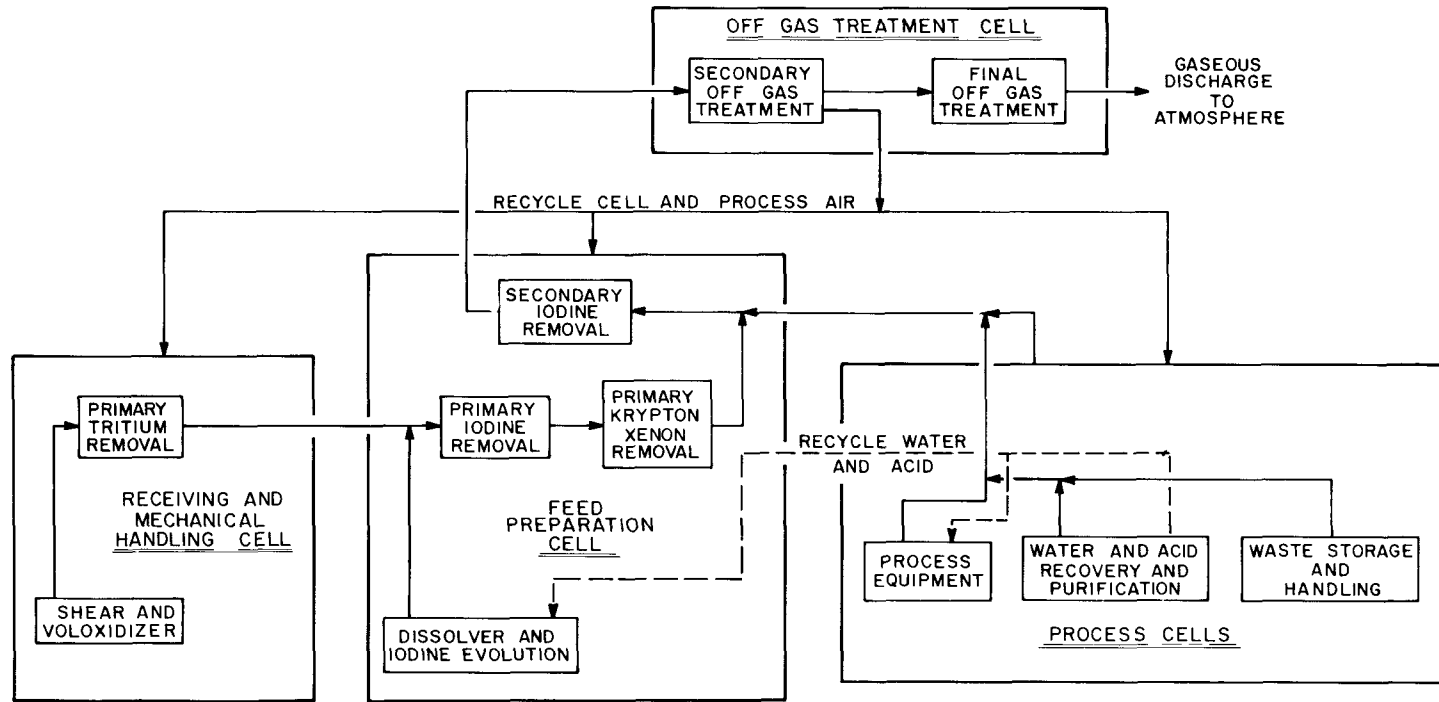 OFF GAS TREATMENT CELL
SECONDARY
OFF GAS
TREATMENT
FINAL
OFF GAS
TREATMENT
GASEOUS
DISCHARGE
TO
ATMOSPHERE
RECYCLE CELL AND PROCESS AIR
SECONDARY
IODINE
REMOVAL
PRIMARY
TRITIUM
REMOVAL
PRIMARY
IODINE
REMOVAL
PRIMARY
KRYPTON
XENON
REMOVAL
RECYCLE WATER
AND ACID
RECEIVING AND
MECHANICAL
HANDLING CELL
FEED
PREPARATION
CELL
SHEAR AND
VOLOXIDIZER
DISSOLVER AND
IODINE EVOLUTION
PROCESS
EQUIPMENT
WATER AND ACID
RECOVERY AND
PURIFICATION
WASTE STORAGE
AND
HANDLING
PROCESS CELLS